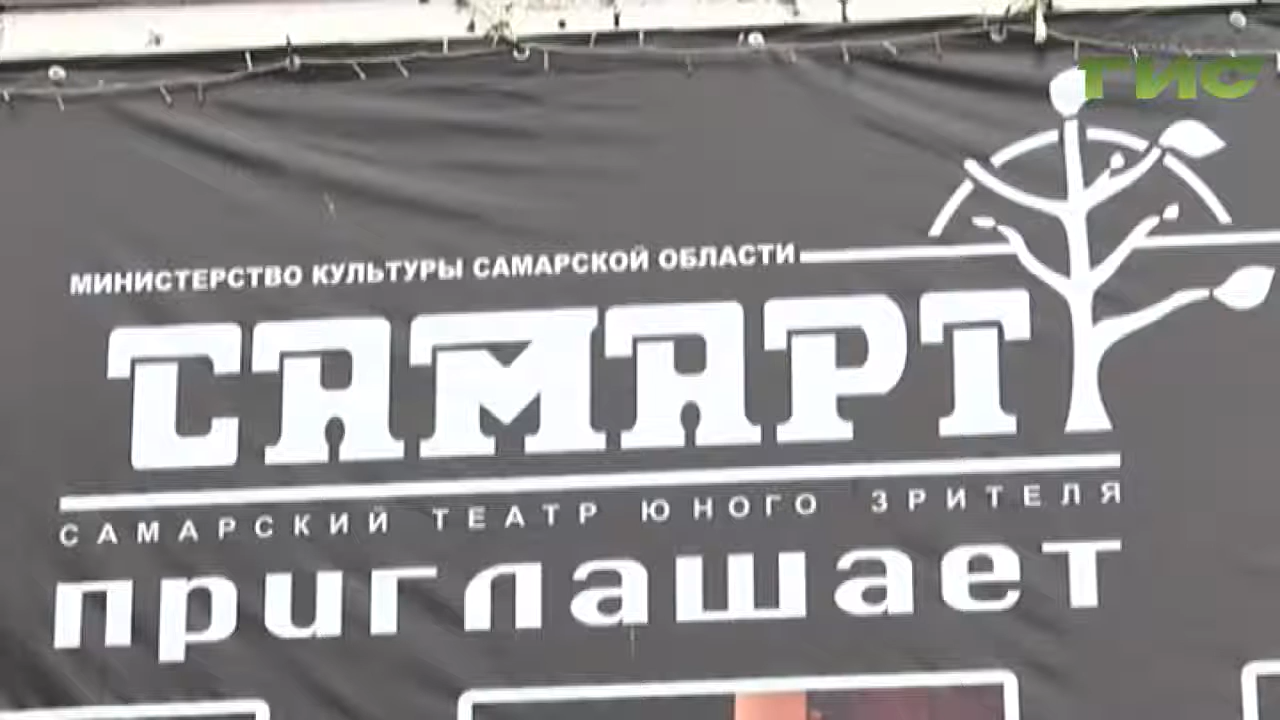 ГИС
МИНИСТЕРСТВО КУЛЬТУРЫ САМАРСКОЙ ОБЛАСТИ
САМАРТ
САМАРСКИЙ ТЕАТР ЮНОГО ЗРИТЕЛЯ
приглашает